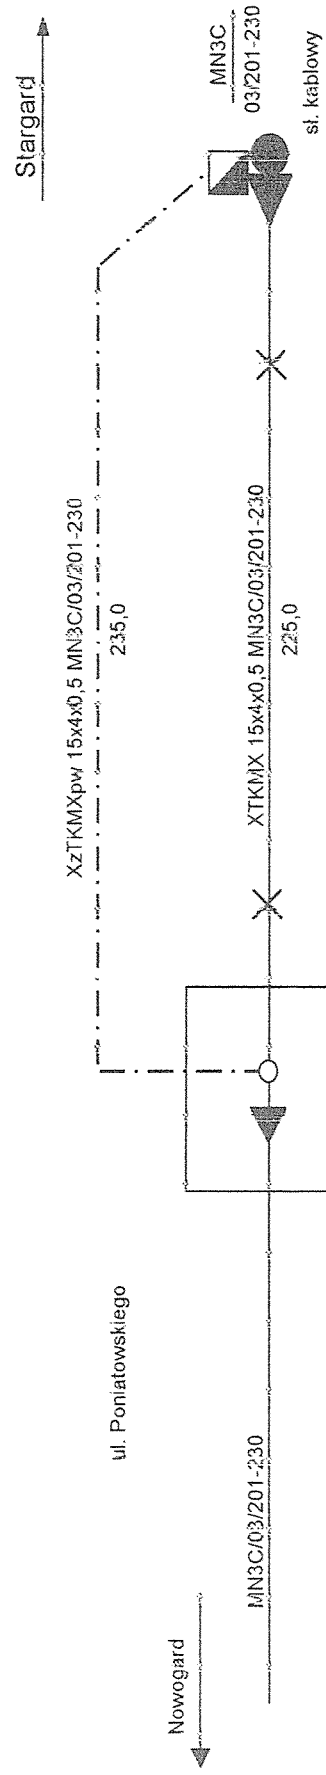 Stargard
MN3C
03/201-230
sł. kablowy
XzTKMXpw 15x4x0,5 MN3C/03/201-230
235,0
XTKMX 15x4x0,5 MN3C/03/201-230
225,0
ul. Poniatowskiego
MN3C/03/201-230
Nowogard